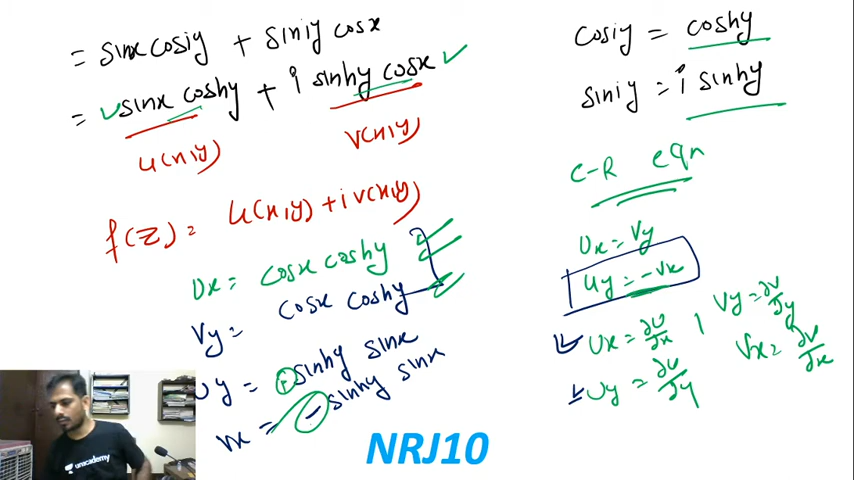 = sinx cosiy + siniy cosx
= sinx coshy + i sinhy cosx
u(x,y)
v(x,y)
f(z) = u(x,y) + i v(x,y)
Ux = cosx coshy
Vy = cosx coshy
Uy = + sinhy sinx
Vx = - sinhy sinx
cosiy = coshy
siniy = i sinhy
C-R eqn
Ux = Vy
Uy = -Vx
Ux = ∂U/∂x , Vy = ∂V/∂y
Uy = ∂U/∂y
Vx = ∂V/∂x
unacademy
NRJ10